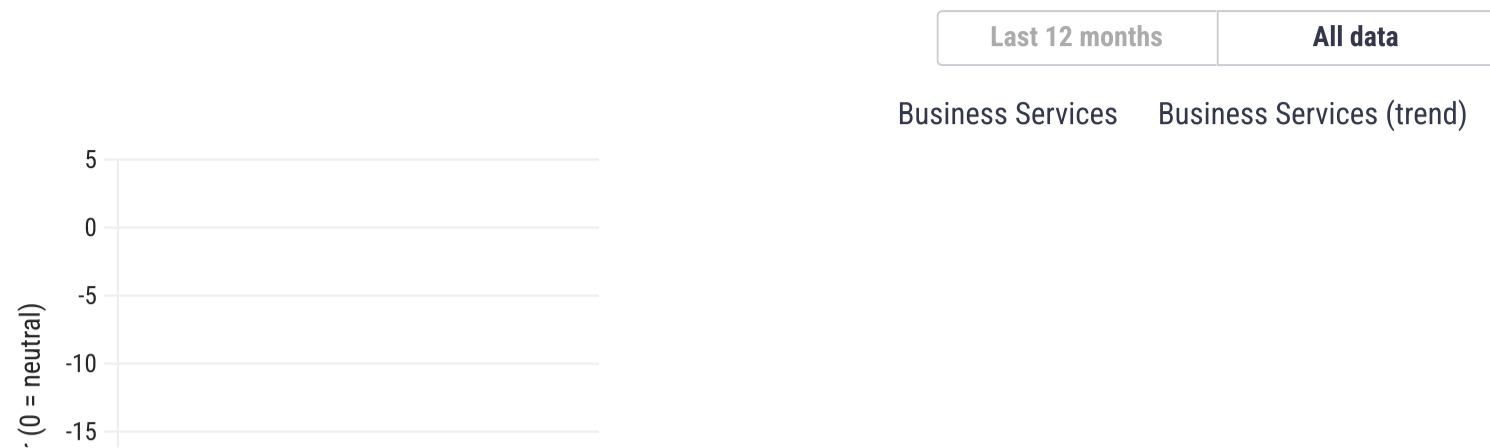 Last 12 months
All data
Business Services
Business Services (trend)
5
0
-5
-10
-15
(0 = neutral)